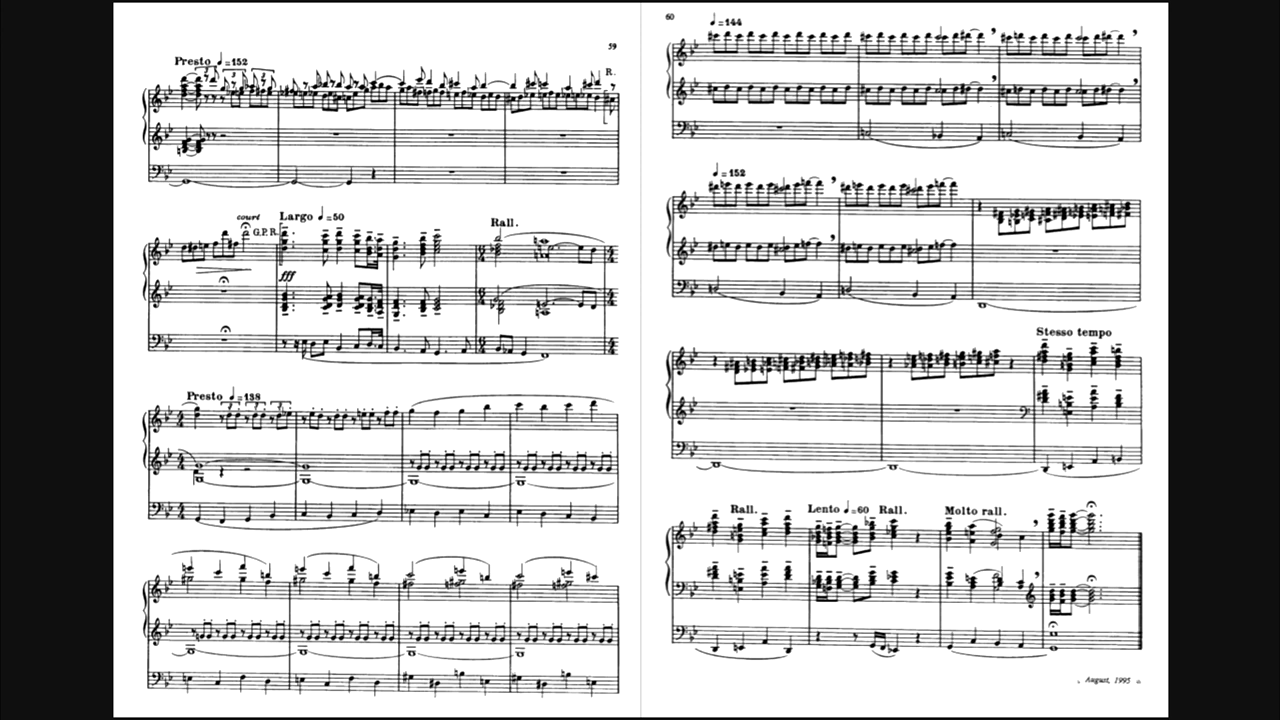 59
Presto ♩=152
R.
court
G.P.R.
Largo ♩=50
Rall.
fff
Presto ♩=138
60
♩=144
♩=152
Stesso tempo
Rall.
Lento ♩=60
Rall.
Molto rall.
August, 1995